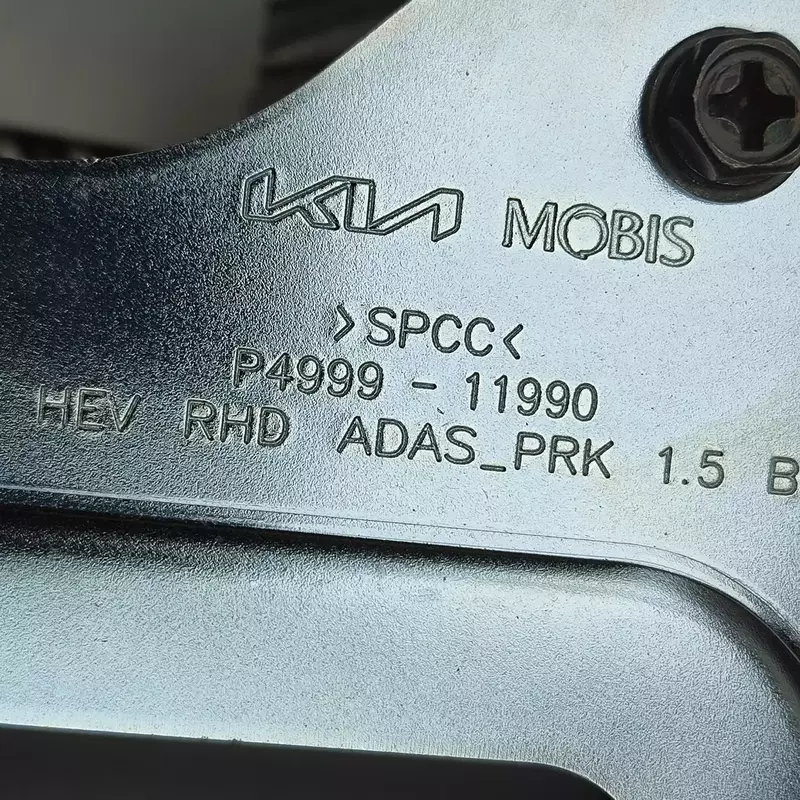 KIA MOBIS
>SPCC<
P4999 - 11990
HEV RHD ADAS_PRK 1.5 B